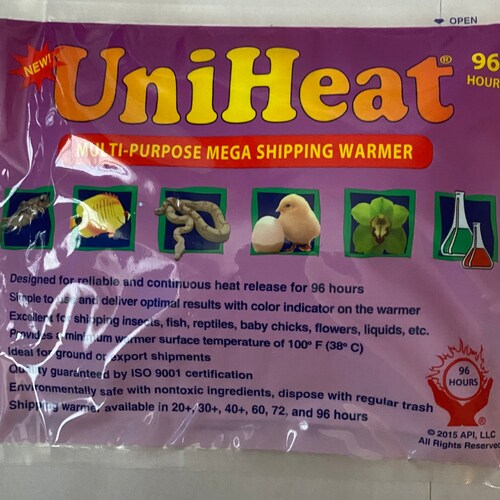 OPEN
NEW!
UniHeat®
96
HOUR
MULTI-PURPOSE MEGA SHIPPING WARMER
Designed for reliable and continuous heat release for 96 hours
Simple to use and deliver optimal results with color indicator on the warmer
Excellent for shipping insects, fish, reptiles, baby chicks, flowers, liquids, etc.
Provides a minimum warmer surface temperature of 100° F (38° C)
Ideal for ground or export shipments
Quality guaranteed by ISO 9001 certification
Environmentally safe with nontoxic ingredients, dispose with regular trash
Shipping warmer available in 20+, 30+, 40+, 60, 72, and 96 hours
96
HOURS
© 2015 API, LLC
All Rights Reserve